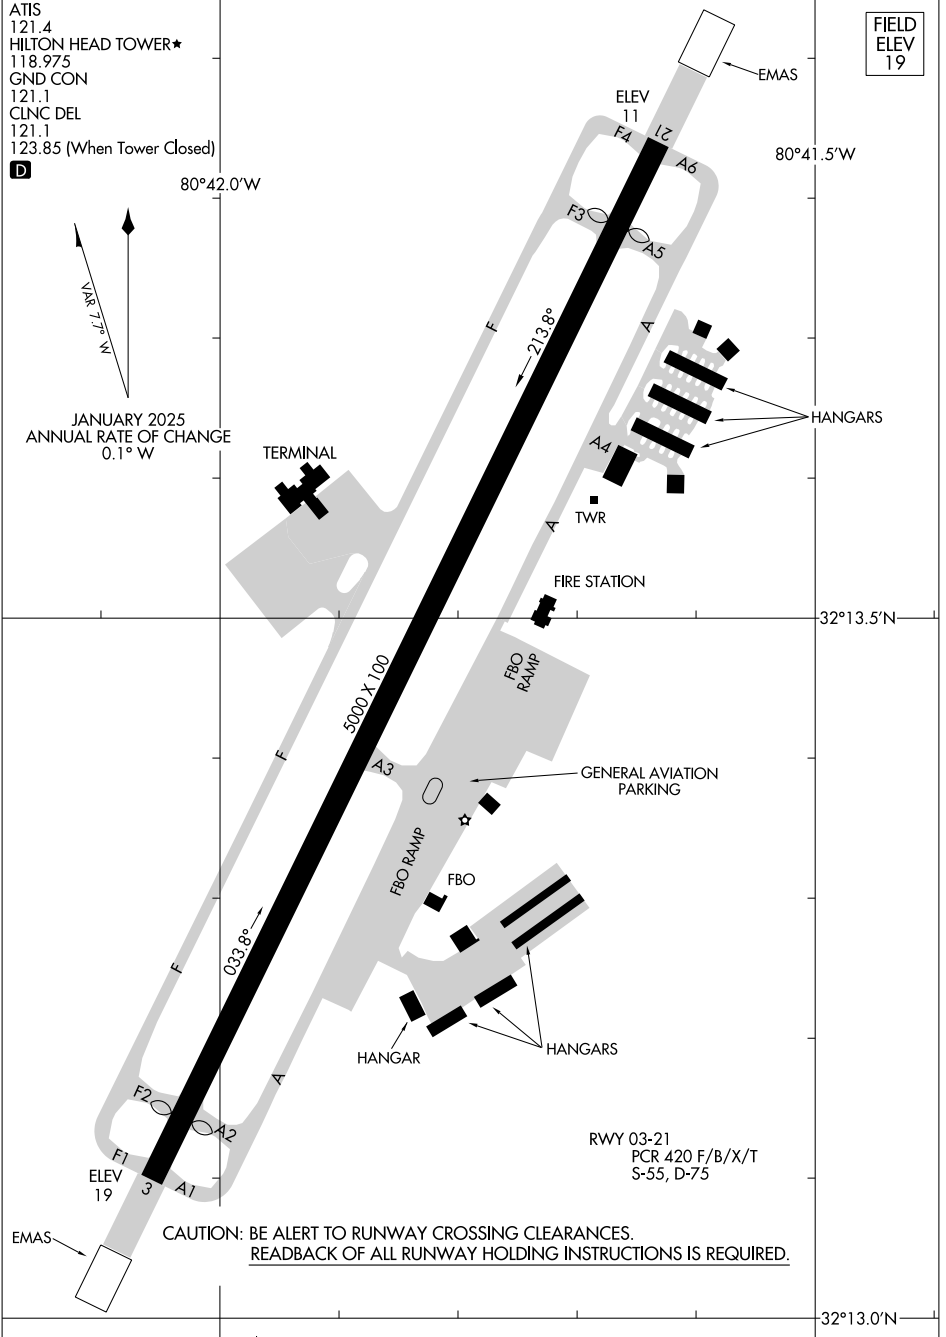 ATIS
121.4
HILTON HEAD TOWER★
118.975
GND CON
121.1
CLNC DEL
121.1
123.85 (When Tower Closed)
D
FIELD
ELEV
19
EMAS
ELEV
11
21
F4
A6
80°41.5'W
80°42.0'W
F3
A5
VAR 7.7° W
F
A
213.8°
JANUARY 2025
ANNUAL RATE OF CHANGE
0.1° W
HANGARS
TERMINAL
A4
TWR
A
FIRE STATION
32°13.5'N
FBO
RAMP
5000 X 100
F
A3
GENERAL AVIATION
PARKING
FBO RAMP
FBO
033.8°
F
HANGAR
HANGARS
A
F2
A2
RWY 03-21
PCR 420 F/B/X/T
S-55, D-75
F1
ELEV
19
3
A1
EMAS
CAUTION: BE ALERT TO RUNWAY CROSSING CLEARANCES.
READBACK OF ALL RUNWAY HOLDING INSTRUCTIONS IS REQUIRED.
32°13.0'N